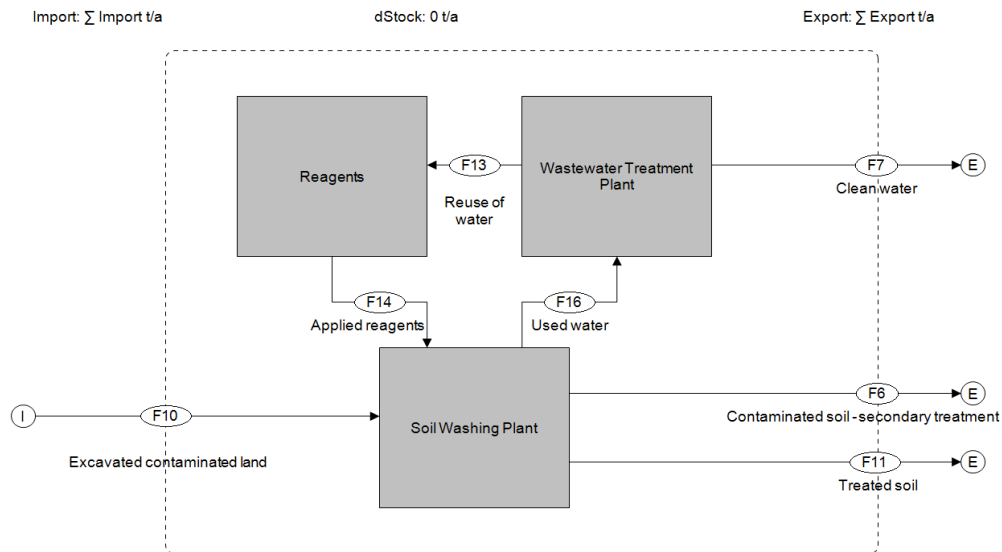 Import: ∑ Import t/a
dStock: 0 t/a
Export: ∑ Export t/a
Reagents
F13
Reuse of
water
Wastewater Treatment
Plant
F7
Clean water
E
F14
Applied reagents
F16
Used water
I
F10
Excavated contaminated land
Soil Washing Plant
F6
Contaminated soil - secondary treatment
E
F11
Treated soil
E